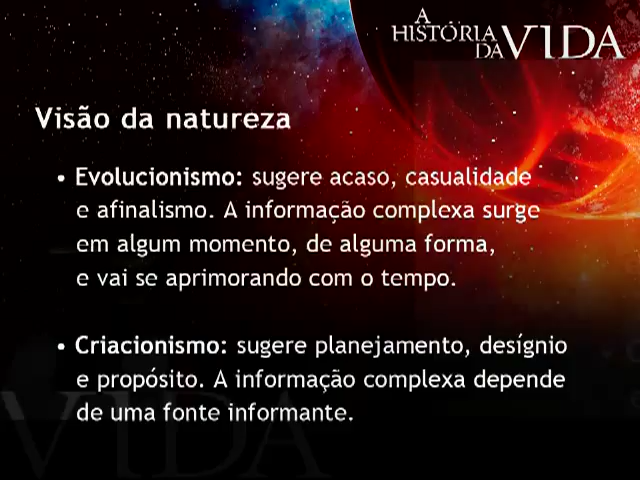 A
HISTÓRIA
DA VIDA
Visão da natureza
• Evolucionismo: sugere acaso, casualidade
e afinalismo. A informação complexa surge
em algum momento, de alguma forma,
e vai se aprimorando com o tempo.
• Criacionismo: sugere planejamento, desígnio
e propósito. A informação complexa depende
de uma fonte informante.
VIDA